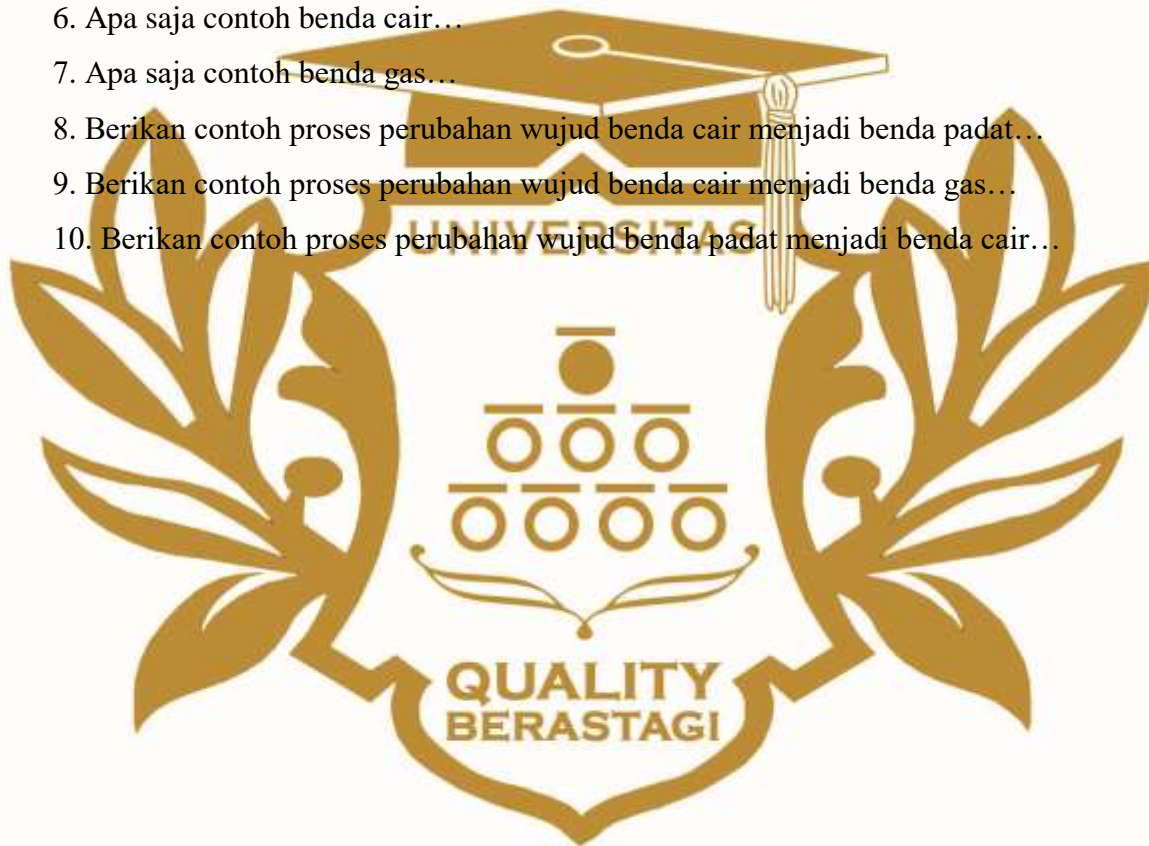 6. Apa saja contoh benda cair…
7. Apa saja contoh benda gas…
8. Berikan contoh proses perubahan wujud benda cair menjadi benda padat…
9. Berikan contoh proses perubahan wujud benda cair menjadi benda gas…
10. Berikan contoh proses perubahan wujud benda padat menjadi benda cair…
UNIVERSITAS
QUALITY
BERASTAGI